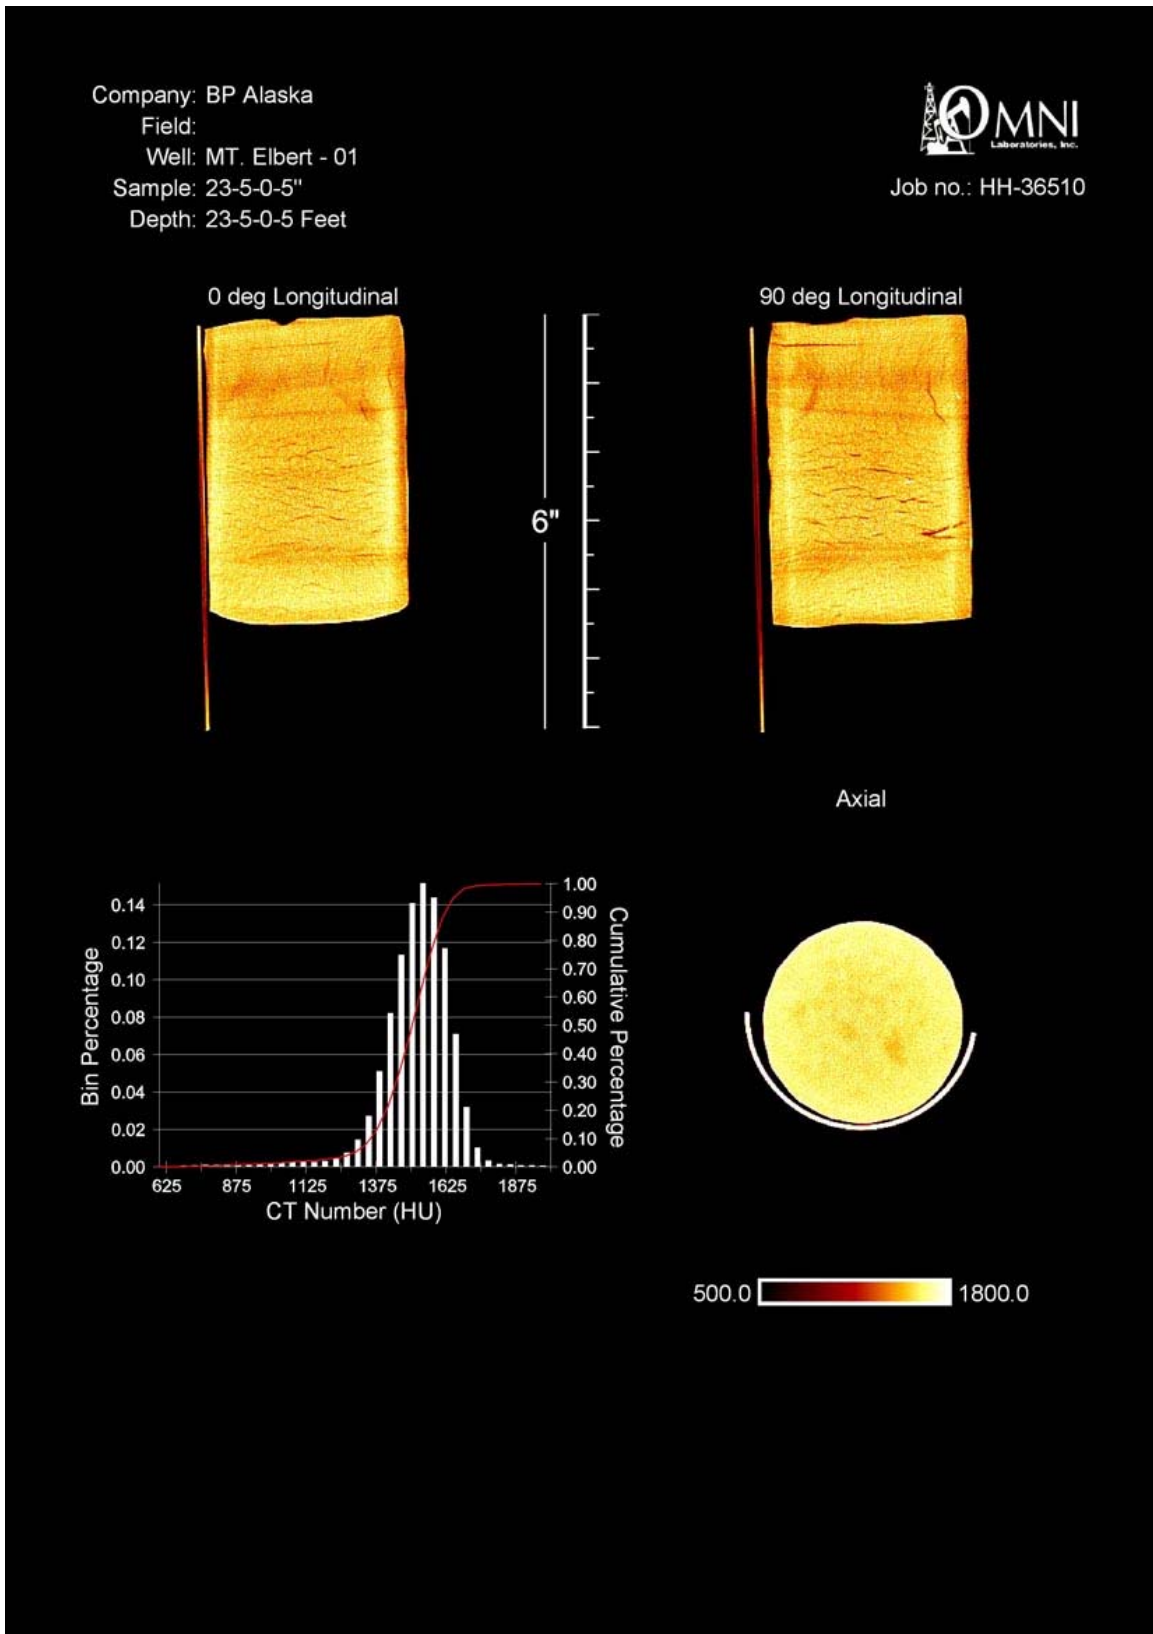 Company: BP Alaska
Field:
Well: MT. Elbert - 01
Sample: 23-5-0-5"
Depth: 23-5-0-5 Feet
OMNI
Laboratories, Inc.
Job no.: HH-36510
0 deg Longitudinal
90 deg Longitudinal
6"
Axial
Bin Percentage
0.14
0.12
0.10
0.08
0.06
0.04
0.02
0.00
1.00
0.90
0.80
0.70
0.60
0.50
0.40
0.30
0.20
0.10
0.00
Cumulative Percentage
625 875 1125 1375 1625 1875
CT Number (HU)
500.0 1800.0